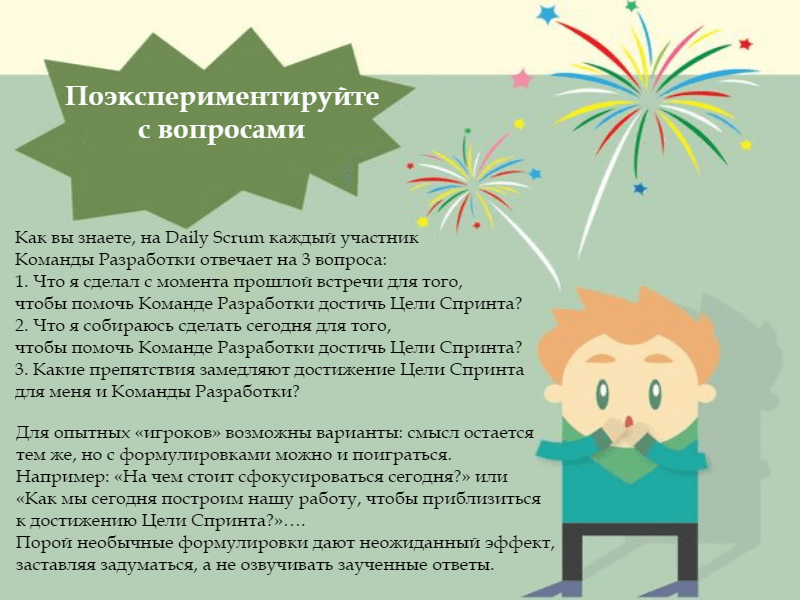 Поэкспериментируйте
с вопросами
Как вы знаете, на Daily Scrum каждый участник
Команды Разработки отвечает на 3 вопроса:
1. Что я сделал с момента прошлой встречи для того,
чтобы помочь Команде Разработки достичь Цели Спринта?
2. Что я собираюсь сделать сегодня для того,
чтобы помочь Команде Разработки достичь Цели Спринта?
3. Какие препятствия замедляют достижение Цели Спринта
для меня и Команды Разработки?
Для опытных «игроков» возможны варианты: смысл остается
тем же, но с формулировками можно и поиграться.
Например: «На чем стоит сфокусироваться сегодня?» или
«Как мы сегодня построим нашу работу, чтобы приблизиться
к достижению Цели Спринта?»….
Порой необычные формулировки дают неожиданный эффект,
заставляя задуматься, а не озвучивать заученные ответы.